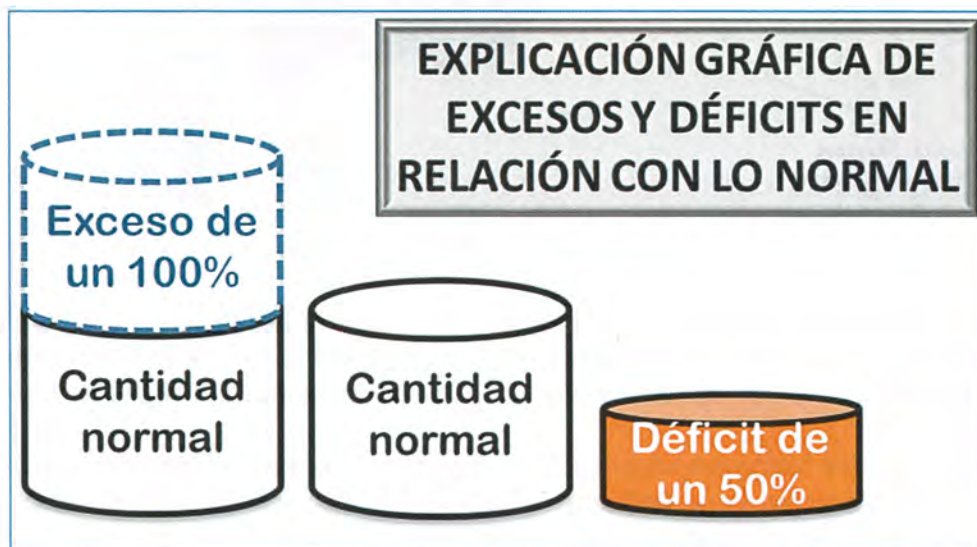 EXPLICACIÓN GRÁFICA DE
EXCESOS Y DÉFICITS EN
RELACIÓN CON LO NORMAL
Exceso de
un 100%
Cantidad
normal
Cantidad
normal
Déficit de
un 50%